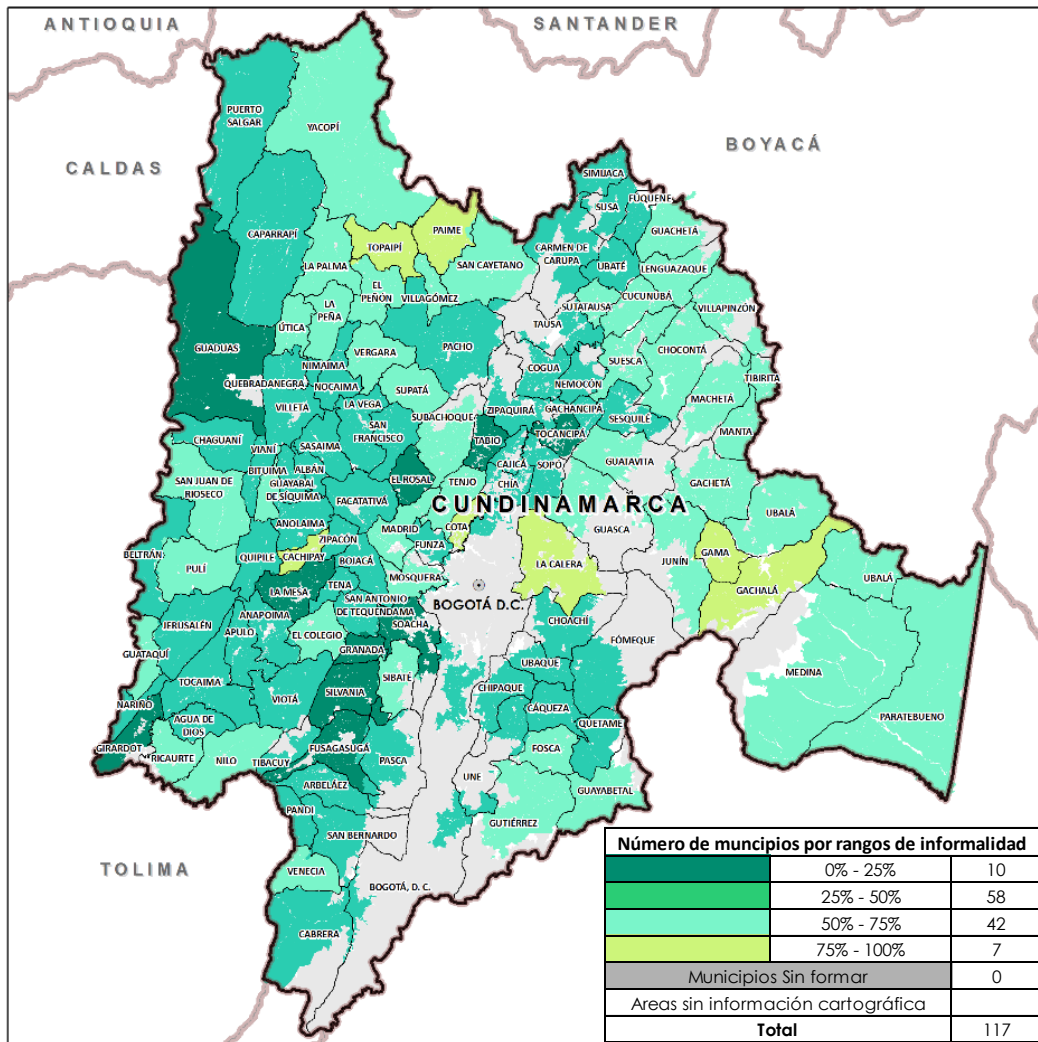 ANTIOQUIA
SANTANDER
BOYACÁ
CALDAS
TOLIMA
PUERTO
SALGAR
YACOPÍ
SIMIJACA
SUSA
FÚQUENE
GUACHETÁ
CAPARRAPÍ
TOPAIPÍ
PAIME
CARMEN DE
CARUPA
UBATÉ
LENGUAZAQUE
LA PALMA
SAN CAYETANO
EL
PEÑÓN
VILLAGÓMEZ
CUCUNUBÁ
SUTATAUSA
VILLAPINZÓN
LA
PEÑA
ÚTICA
TAUSA
GUADUAS
VERGARA
PACHO
CHOCONTÁ
SUESCA
COGUA
TIBIRITA
NIMAIMA
QUEBRADANEGRA
NOCAIMA
SUPATÁ
NEMOCÓN
MACHETÁ
VILLETA
LA VEGA
SUBACHOQUE
ZIPAQUIRÁ
GACHANCIPÁ
SESQUILÉ
MANTA
CHAGUANÍ
VIANÍ
SASAIMA
SAN
FRANCISCO
TABIO
TOCANCIPÁ
BITUIMA
ALBÁN
CAJICÁ
SOPÓ
GUATAVITA
SAN JUAN DE
RIOSECO
GUAYABAL
DE SÍQUIMA
EL ROSAL
TENJO
CHÍA
GACHETÁ
FACATATIVÁ
CUNDINAMARCA
UBALÁ
ANOLAIMA
MADRID
COTA
GUASCA
BELTRÁN
QUIPILE
CACHIPAY
ZIPACÓN
FUNZA
PULÍ
BOJACÁ
MOSQUERA
LA CALERA
JUNÍN
GAMA
GACHALÁ
UBALÁ
LA MESA
TENA
SAN ANTONIO
DE TEQUENDAMA
BOGOTÁ D.C.
JERUSALÉN
ANAPOIMA
APULO
SOACHA
CHOACHÍ
EL COLEGIO
GRANADA
FÓMEQUE
GUATAQUÍ
SIBATÉ
UBAQUE
MEDINA
TOCAIMA
VIOTÁ
SILVANIA
CHIPAQUE
CÁQUEZA
NARIÑO
AGUA DE
DIOS
QUETAME
PARATEBUENO
GIRARDOT
RICAURTE
NILO
TIBACUY
FUSAGASUGÁ
PASCA
FOSCA
UNE
ARBELÁEZ
GUAYABETAL
PANDI
SAN BERNARDO
GUTIÉRREZ
VENECIA
BOGOTÁ, D. C.
CABRERA
Número de muncipios por rangos de informalidad
0% - 25% 10
25% - 50% 58
50% - 75% 42
75% - 100% 7
Municipios Sin formar 0
Areas sin información cartográfica
Total 117